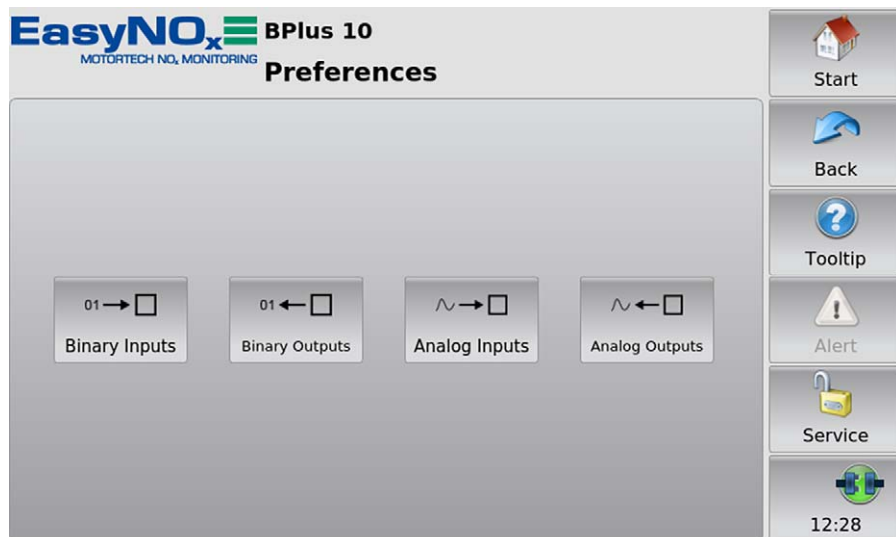 EasyNOx
MOTORTECH NOx MONITORING
BPlus 10
Preferences
01
Binary Inputs
01
Binary Outputs
Analog Inputs
Analog Outputs
Start
Back
Tooltip
Alert
Service
12:28